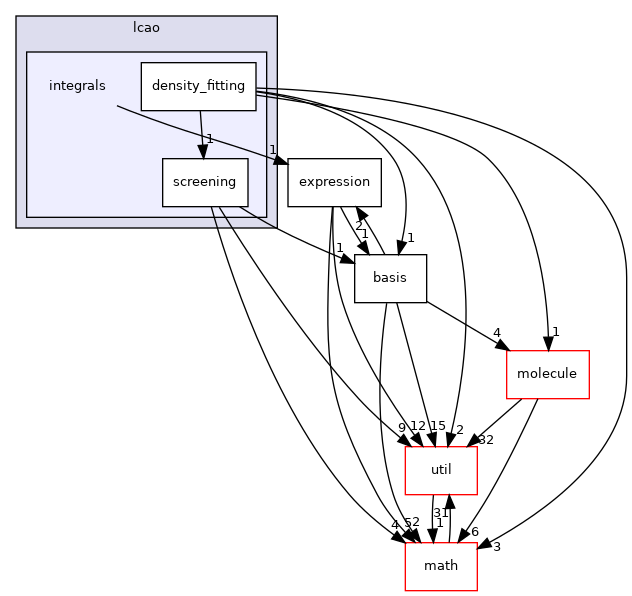 lcao
integrals
density_fitting
1
1
screening
expression
2
1
1
1
basis
4
1
molecule
9
12
15
2
32
util
31
1
4
5
2
6
3
math